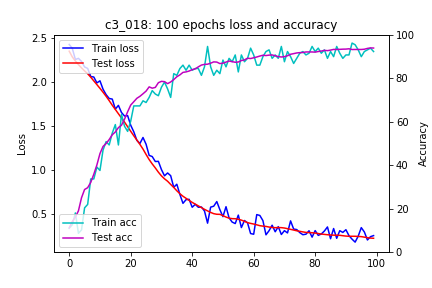 c3_018: 100 epochs loss and accuracy
Train loss
Test loss
Train acc
Test acc
Loss
2.5
2.0
1.5
1.0
0.5
100
80
60
40
20
0
Accuracy
0 20 40 60 80 100